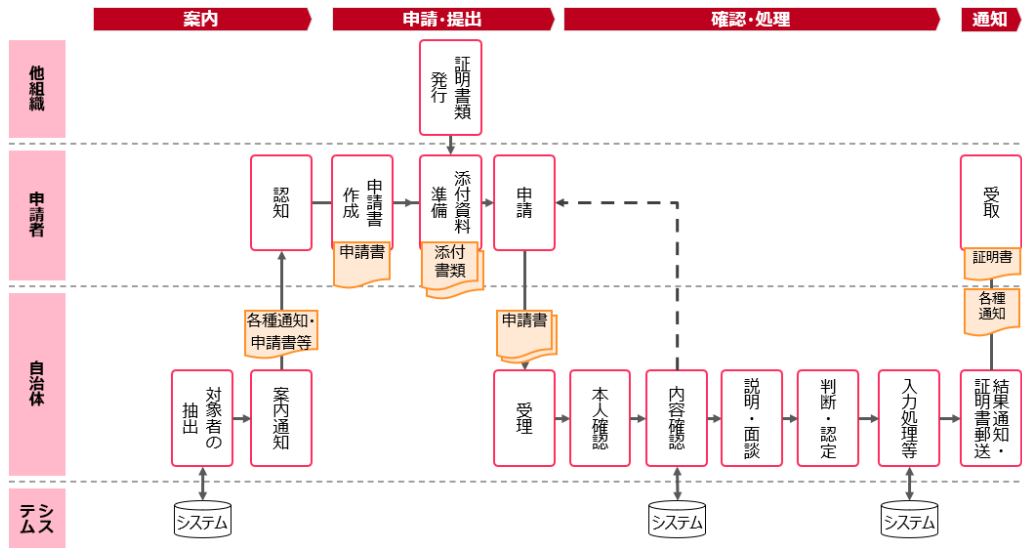 案内
申請・提出
確認・処理
通知
他組織
証明書類
発行
申請者
認知
申請書
作成
申請書
添付資料
準備
添付
書類
申請
受取
証明書
自治体
対象者の
抽出
案内通知
各種通知・
申請書等
申請書
受理
本人確認
内容確認
説明・面談
判断・認定
入力処理等
結果通知・
証明書郵送
各種
通知
シス
テム
システム
システム
システム